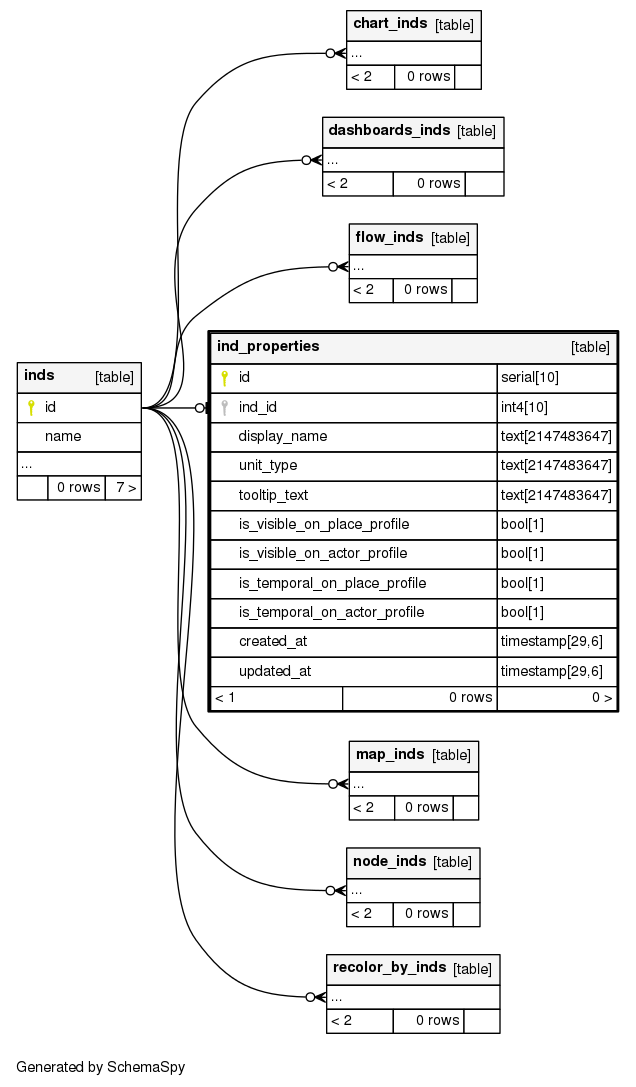 chart_inds [table]
...
< 2 0 rows
dashboards_inds [table]
...
< 2 0 rows
flow_inds [table]
...
< 2 0 rows
inds [table]
id
name
...
0 rows 7 >
ind_properties [table]
id serial[10]
ind_id int4[10]
display_name text[2147483647]
unit_type text[2147483647]
tooltip_text text[2147483647]
is_visible_on_place_profile bool[1]
is_visible_on_actor_profile bool[1]
is_temporal_on_place_profile bool[1]
is_temporal_on_actor_profile bool[1]
created_at timestamp[29,6]
updated_at timestamp[29,6]
< 1 0 rows 0 >
map_inds [table]
...
< 2 0 rows
node_inds [table]
...
< 2 0 rows
recolor_by_inds [table]
...
< 2 0 rows
Generated by SchemaSpy